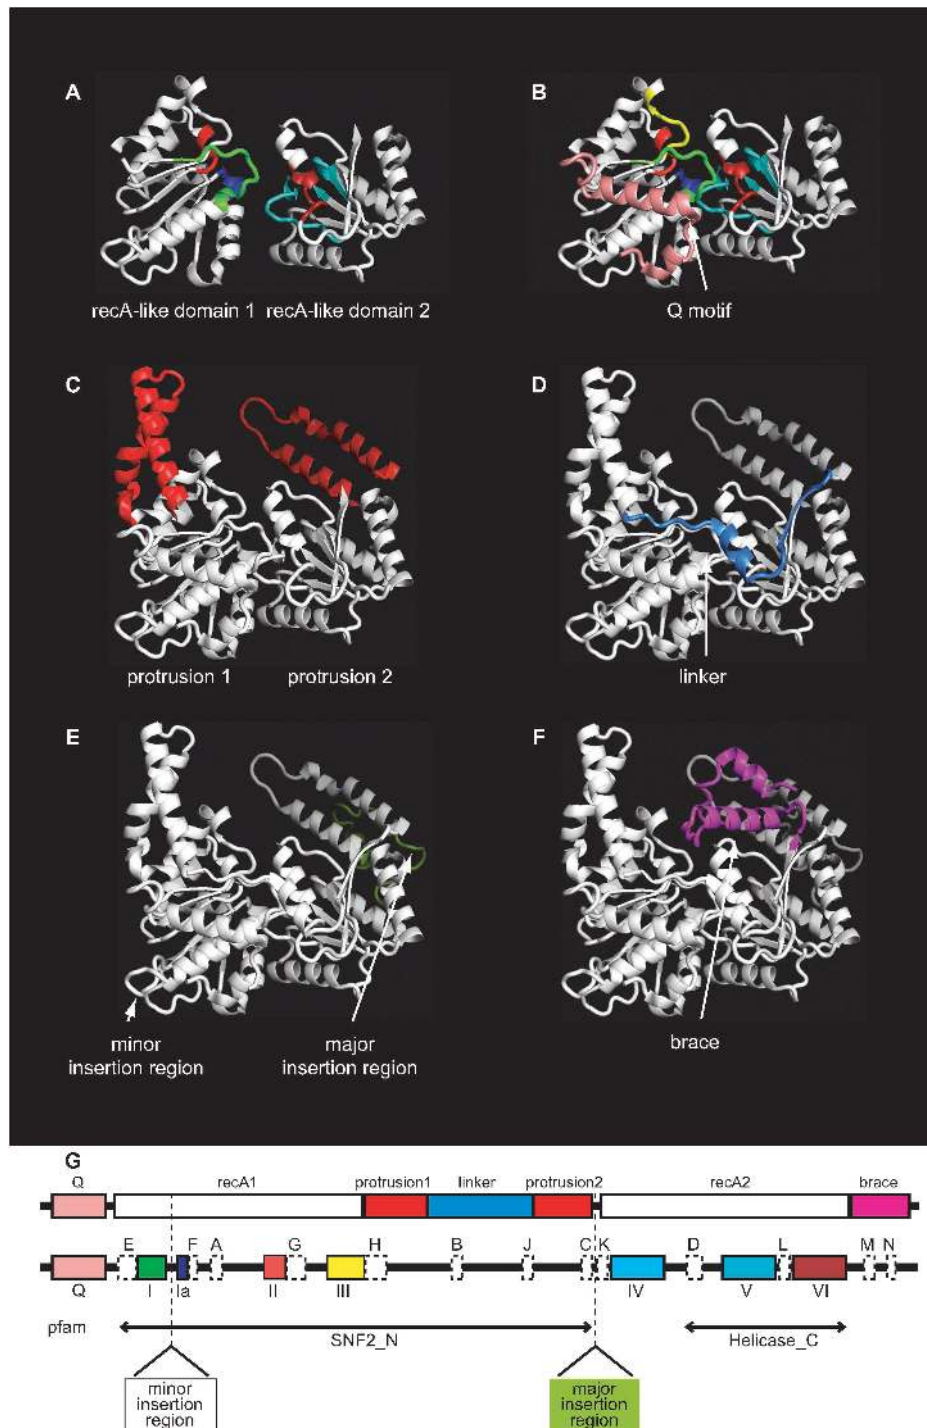 A
B
recA-like domain 1 recA-like domain 2
Q motif
C
D
protrusion 1 protrusion 2
linker
E
F
minor
insertion region
major
insertion region
brace
G
Q recA1 protrusion1 linker protrusion2 recA2 brace
E F A G H B J C K D L M N
Q I Ia II III IV V VI
pfam
SNF2_N Helicase_C
minor
insertion
region
major
insertion
region